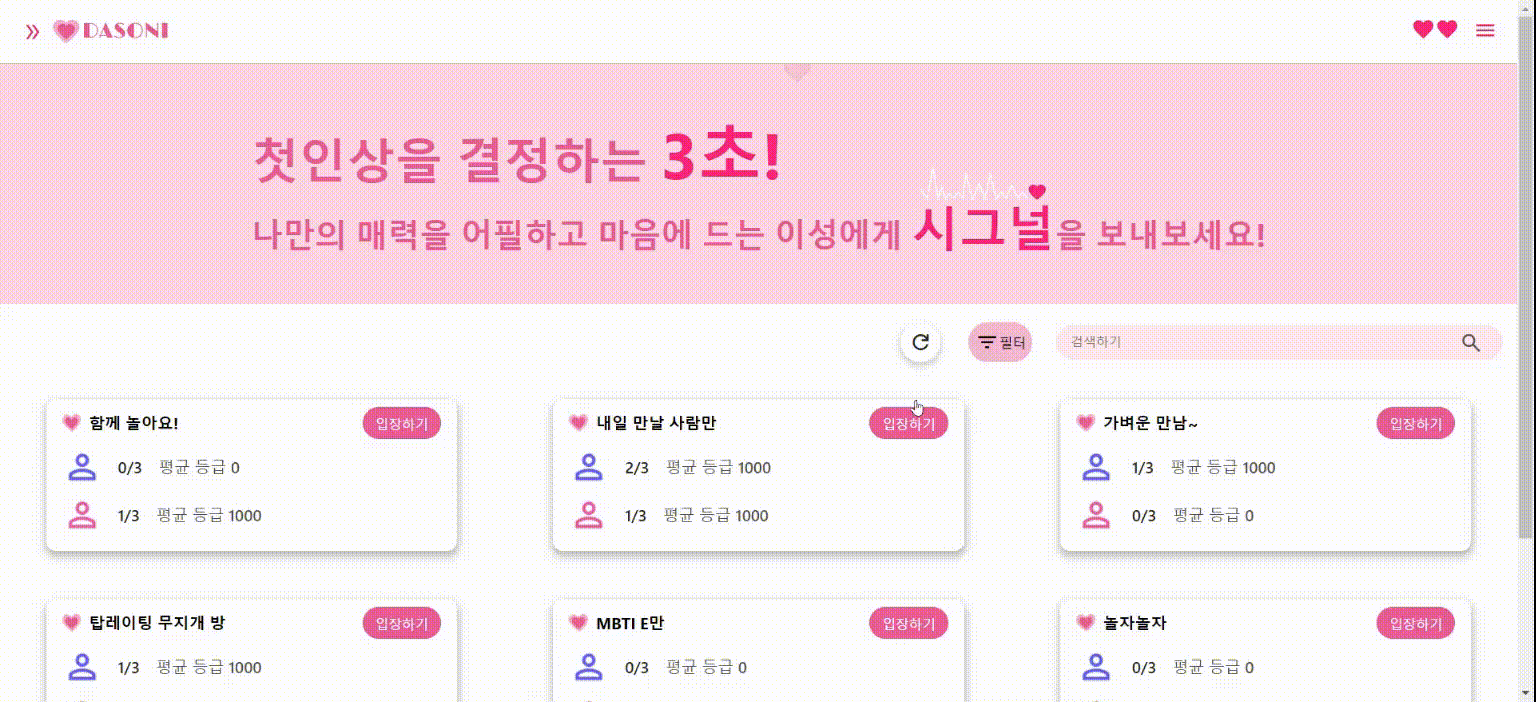 DASONI
첫인상을 결정하는 3초!
나만의 매력을 어필하고 마음에 드는 이성에게 시그널을 보내보세요!
필터
검색하기
함께 놀아요! 입장하기
0/3 평균 등급 0
1/3 평균 등급 1000
내일 만날 사람만 입장하기
2/3 평균 등급 1000
1/3 평균 등급 1000
가벼운 만남~ 입장하기
1/3 평균 등급 1000
0/3 평균 등급 0
탑레이팅 무지개 방 입장하기
1/3 평균 등급 1000
MBTI E만 입장하기
0/3 평균 등급 0
놀자놀자 입장하기
0/3 평균 등급 0